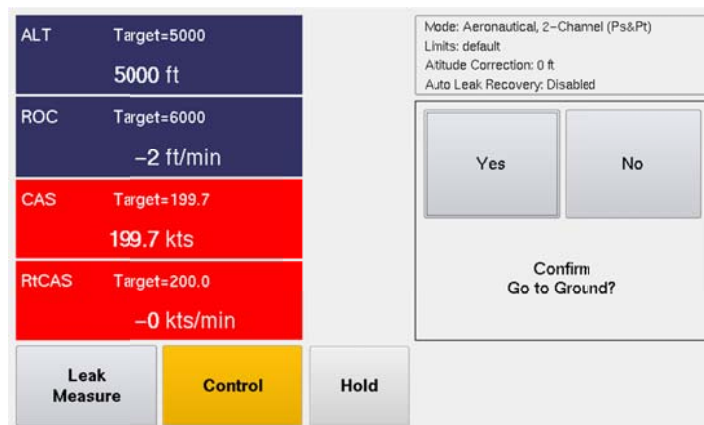 ALT Target=5000
5000 ft
ROC Target=6000
-2 ft/min
CAS Target=199.7
199.7 kts
RtCAS Target=200.0
-0 kts/min
Leak
Measure
Control
Hold
Mode: Aeronautical, 2-Channel (Ps&Pt)
Limits: default
Atitude Correction: 0 ft
Auto Leak Recovery: Disabled
Yes
No
Confirm
Go to Ground?